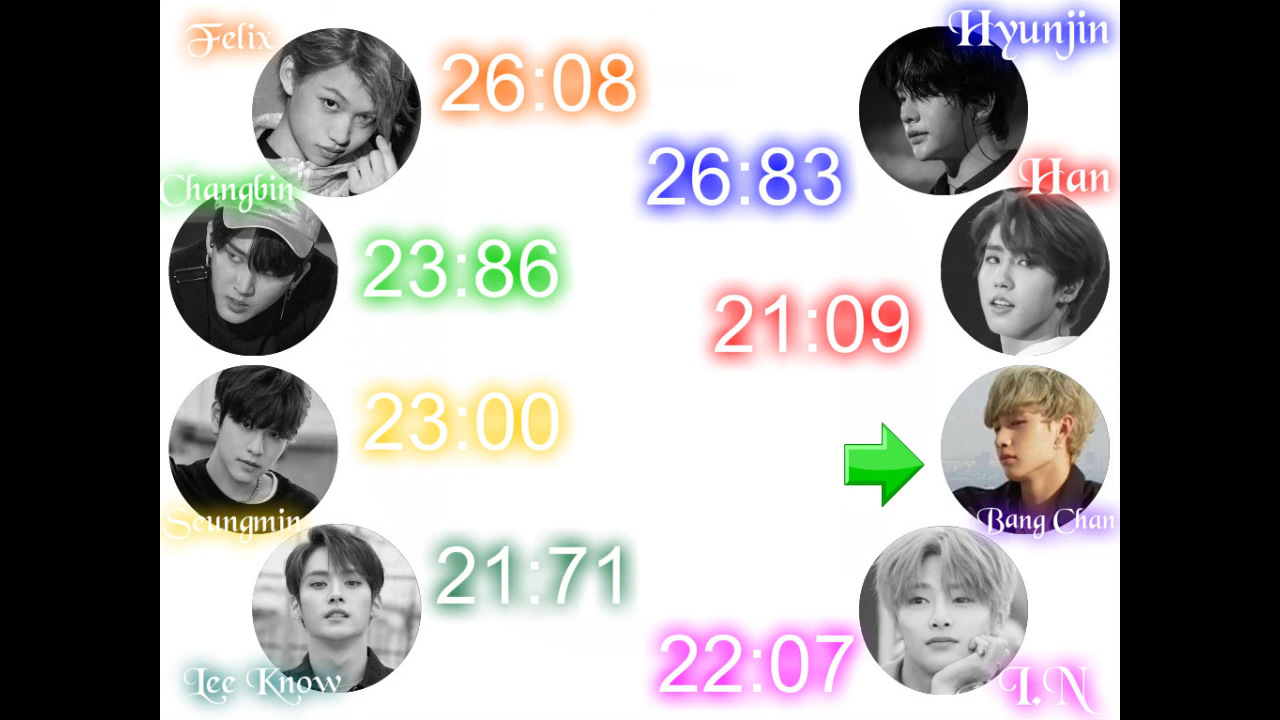 Felix
26:08
Hyunjin
26:83
Changbin
23:86
Han
21:09
23:00
Seungmin
Bang Chan
21:71
Lee Know
22:07
I.N